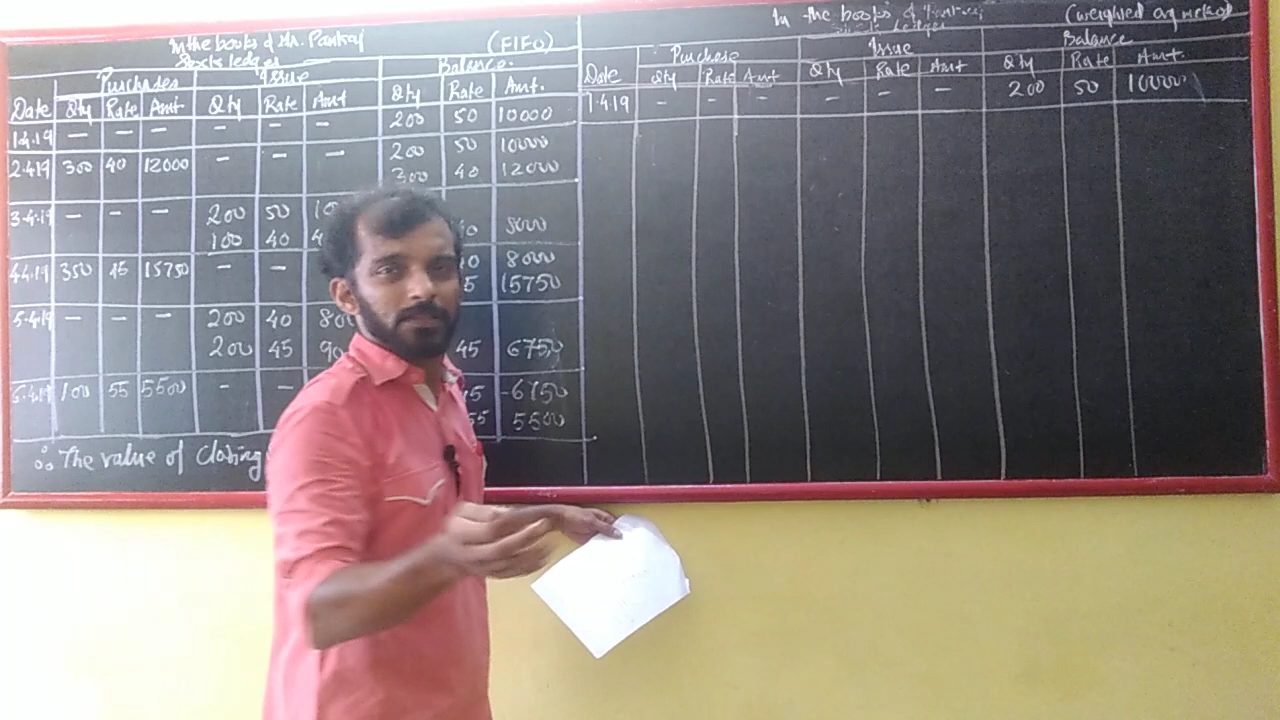 In the books of Mr. Pankaj (FIFO)
Stores ledger
Purchases Issue Balance.
Date Qty Rate Amt Qty Rate Amt Qty Rate Amt.
1.4.19 - - - - - - 200 50 10000
2.4.19 300 40 12000 - - - 200 50 10000
300 40 12000
3.4.19 - - - 200 50
100 40 8000
4.4.19 350 45 15750 - - 8000
15750
5.4.19 - - - 200 40
200 45 45 6750
6.4.19 100 55 5500 - - 6750
55 5500
∴ The value of Closing
In the books of (weighted avg
Purchase Issue Balance
Date Qty Rate Amt Qty Rate Amt Qty Rate Amt.
1.4.19 - - - - - - 200 50 10000